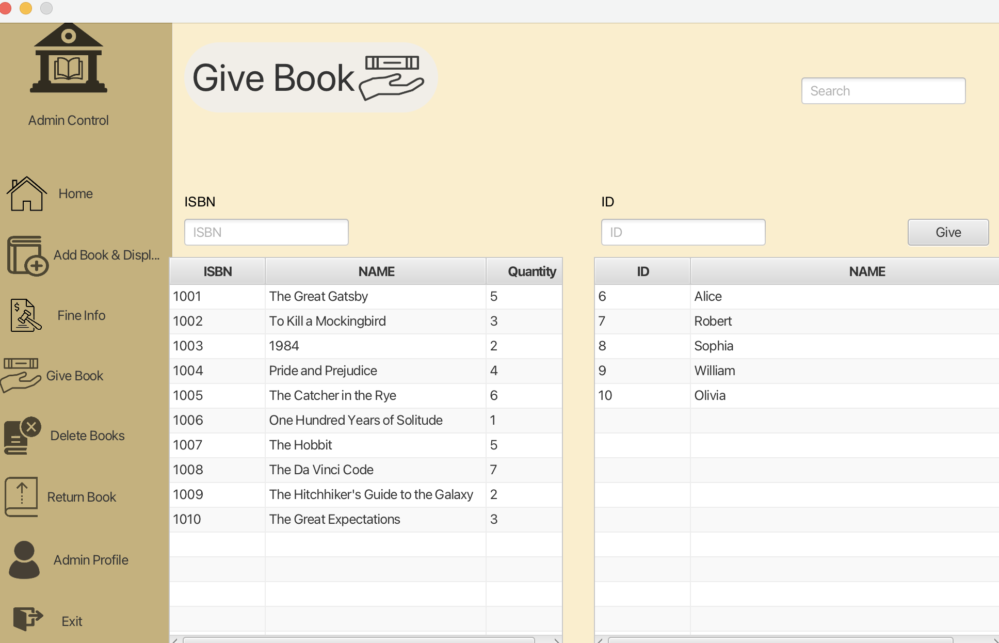 Admin Control
Home
Add Book & Displ...
Fine Info
Give Book
Delete Books
Return Book
Admin Profile
Exit
Give Book
Search
ISBN
ISBN
ID
ID
Give
ISBN NAME Quantity
1001 The Great Gatsby 5
1002 To Kill a Mockingbird 3
1003 1984 2
1004 Pride and Prejudice 4
1005 The Catcher in the Rye 6
1006 One Hundred Years of Solitude 1
1007 The Hobbit 5
1008 The Da Vinci Code 7
1009 The Hitchhiker's Guide to the Galaxy 2
1010 The Great Expectations 3
ID NAME
6 Alice
7 Robert
8 Sophia
9 William
10 Olivia